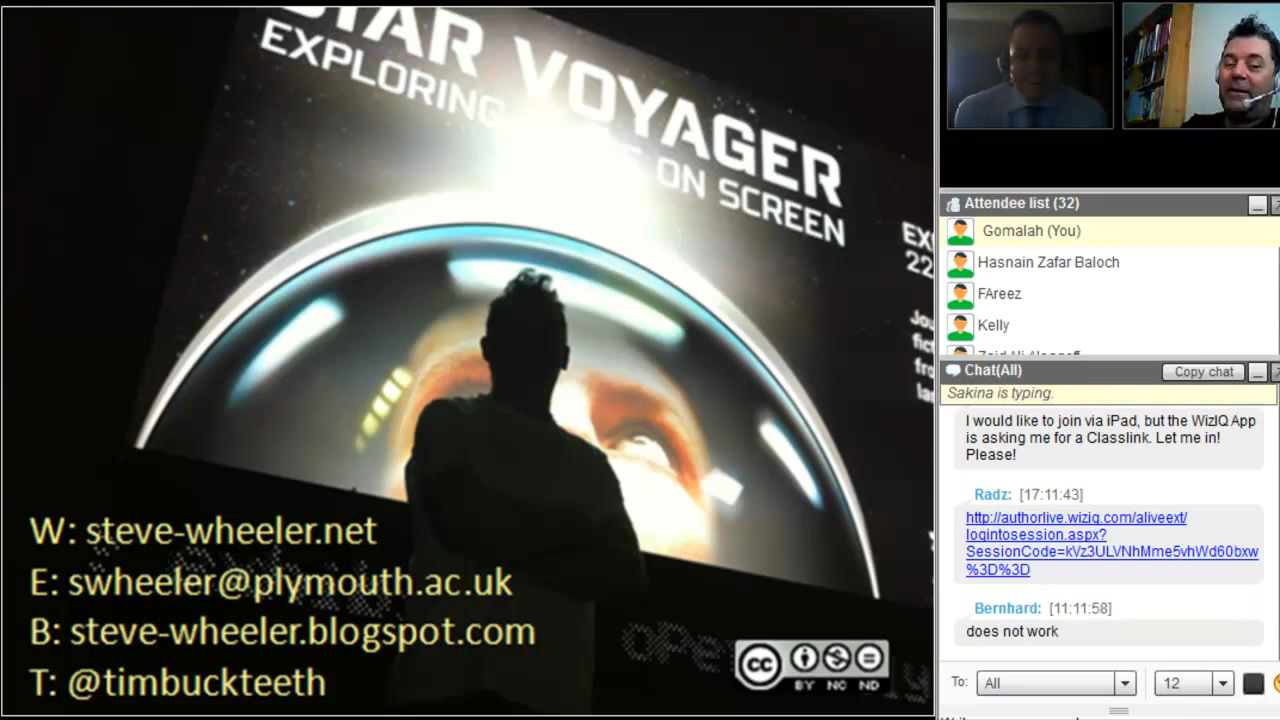 STAR VOYAGER
EXPLORING
ON SCREEN
EX
22
W: steve-wheeler.net
E: swheeler@plymouth.ac.uk
B: steve-wheeler.blogspot.com
T: @timbuckteeth
CC
BY NC ND
Attendee list (32)
Gomalah (You)
Hasnain Zafar Baloch
FAreez
Kelly
Chat(All)
Copy chat
Sakina is typing.
I would like to join via iPad, but the WizIQ App
is asking me for a Classlink. Let me in!
Please!
Radz: [17:11:43]
http://authorlive.wiziq.com/aliveext/
logintosession.aspx?
SessionCode=kVz3ULVNhMme5vhWd60bxw
%3D%3D
Bernhard: [11:11:58]
does not work
To: All
12